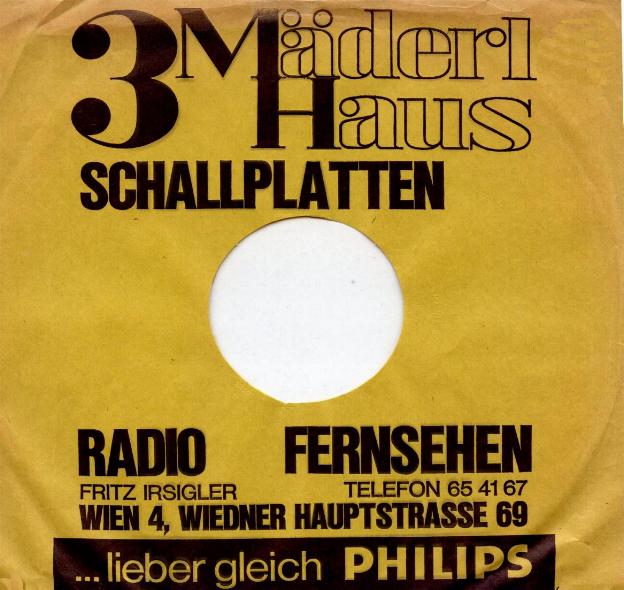 3 Mäderl
Haus
SCHALLPLATTEN
RADIO FERNSEHEN
FRITZ IRSIGLER TELEFON 65 41 67
WIEN 4, WIEDNER HAUPTSTRASSE 69
...lieber gleich PHILIPS